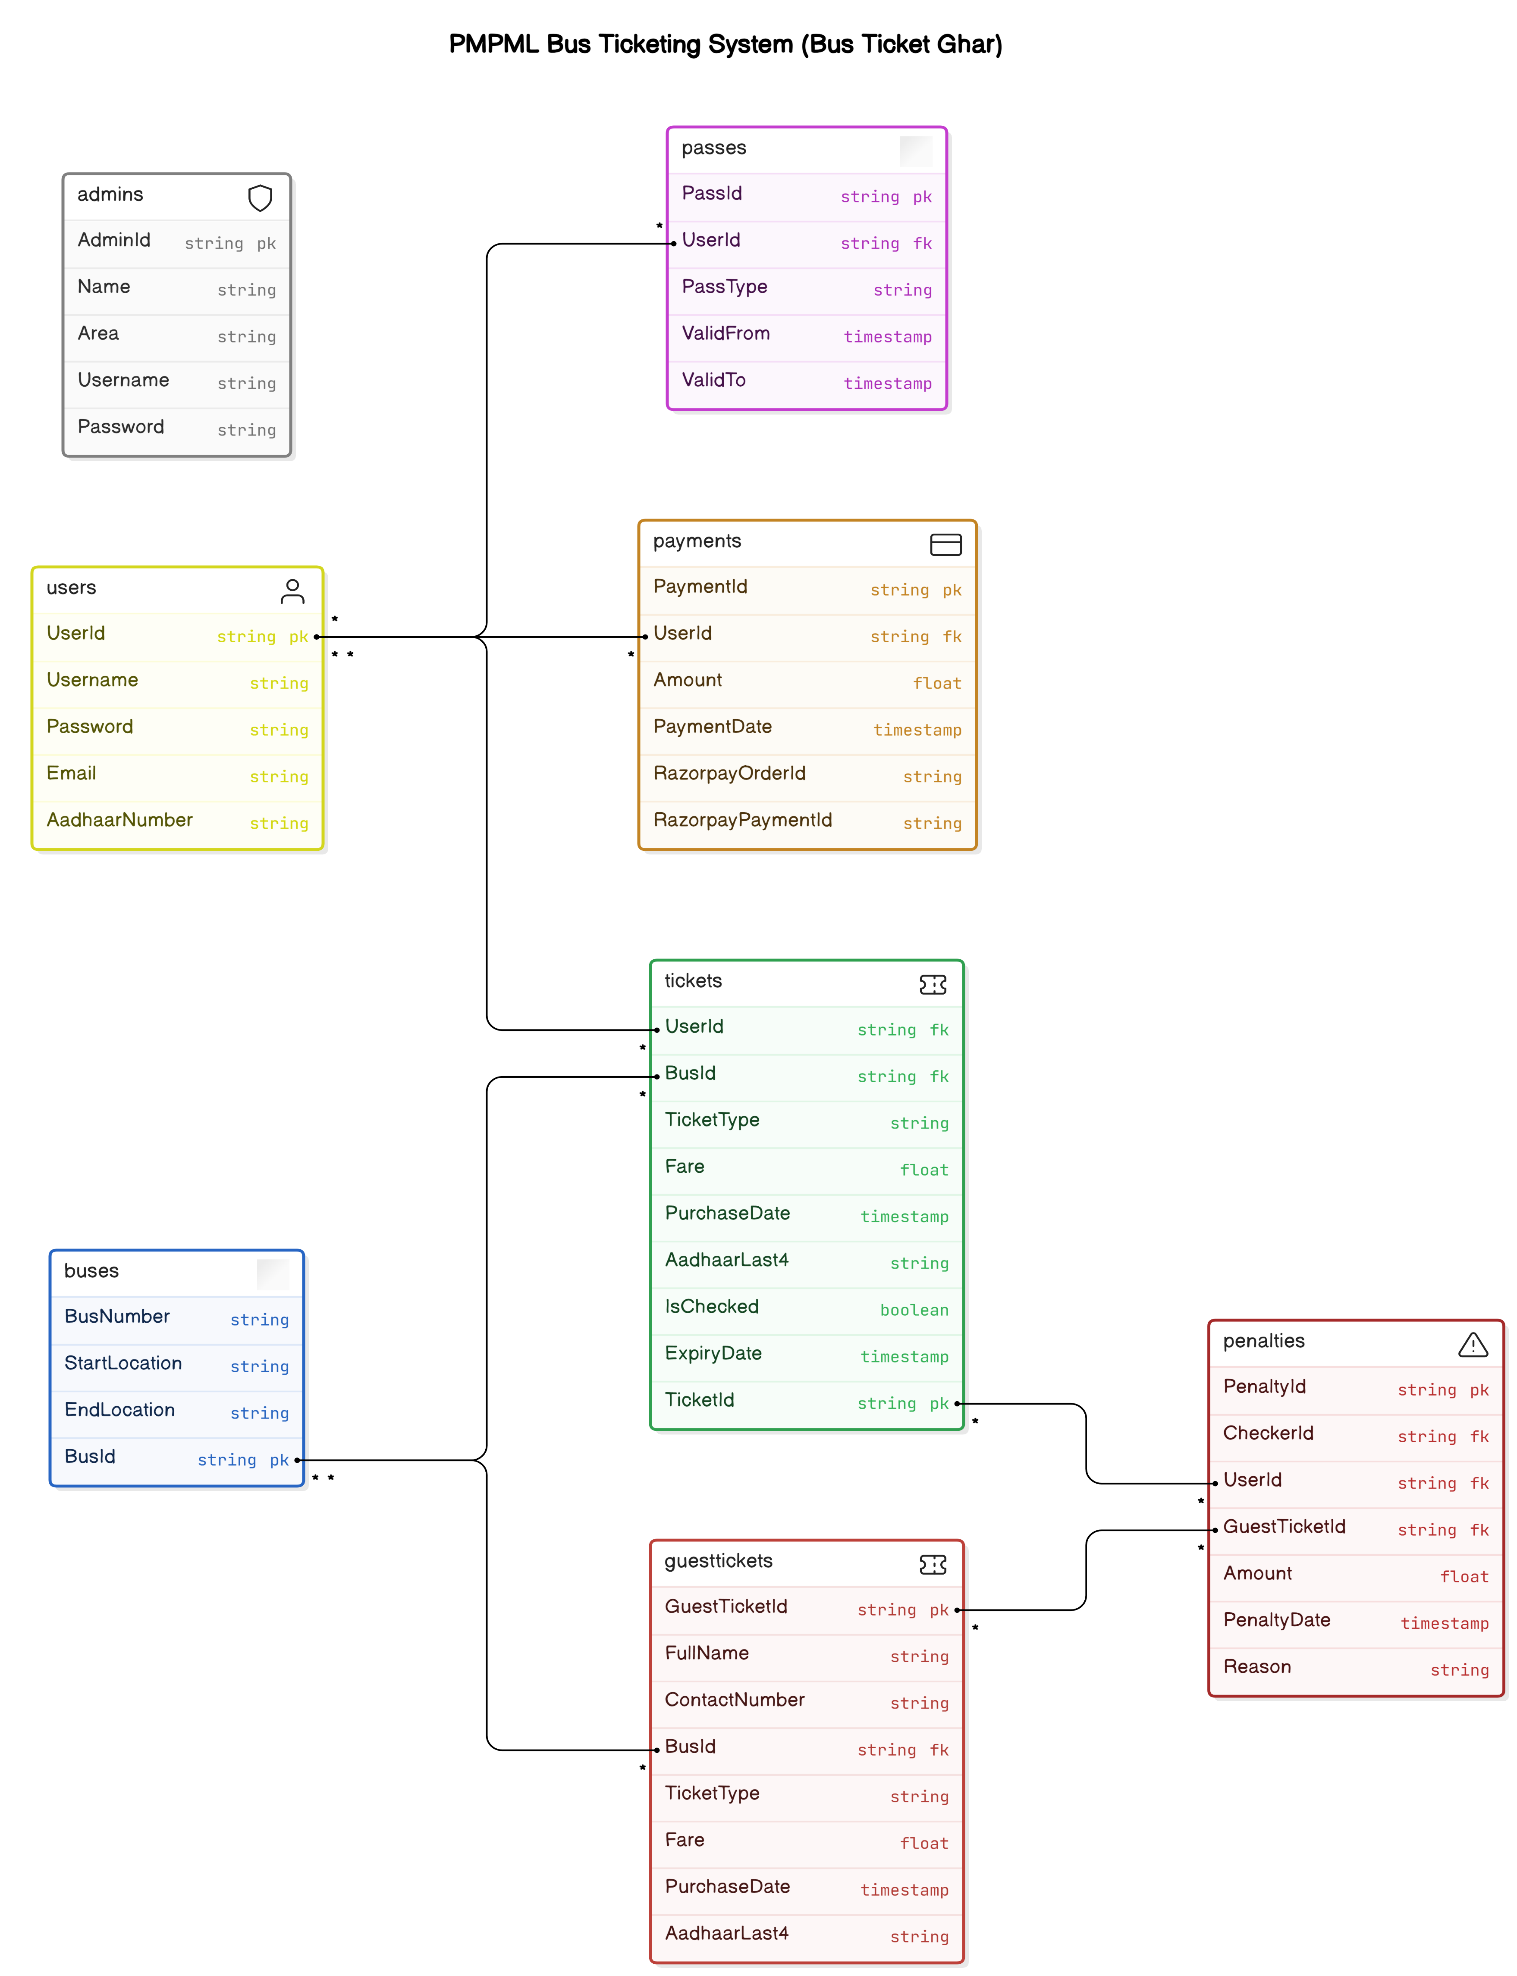 PMPML Bus Ticketing System (Bus Ticket Ghar)
admins
AdminId string pk
Name string
Area string
Username string
Password string
passes
PassId string pk
* UserId string fk
PassType string
ValidFrom timestamp
ValidTo timestamp
users
UserId string pk *
* *
Username string
Password string
Email string
AadhaarNumber string
payments
PaymentId string pk
UserId string fk
*
Amount float
PaymentDate timestamp
RazorpayOrderId string
RazorpayPaymentId string
tickets
UserId string fk
*
BusId string fk
*
TicketType string
Fare float
PurchaseDate timestamp
AadhaarLast4 string
IsChecked boolean
ExpiryDate timestamp
TicketId string pk
*
buses
BusNumber string
StartLocation string
EndLocation string
BusId string pk
* *
guesttickets
GuestTicketId string pk
*
FullName string
ContactNumber string
BusId string fk
*
TicketType string
Fare float
PurchaseDate timestamp
AadhaarLast4 string
penalties
PenaltyId string pk
CheckerId string fk
UserId string fk
*
GuestTicketId string fk
*
Amount float
PenaltyDate timestamp
Reason string